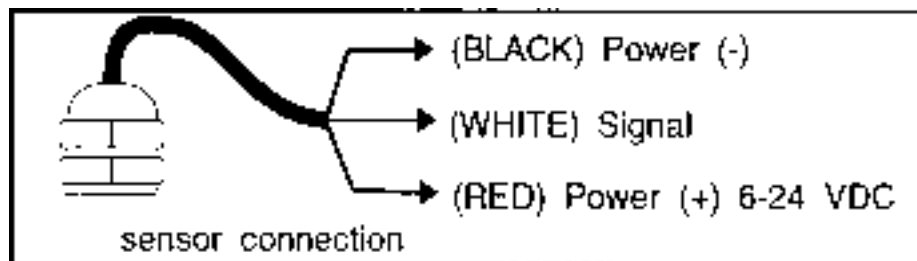 (BLACK) Power (-)
(WHITE) Signal
(RED) Power (+) 6-24 VDC
sensor connection